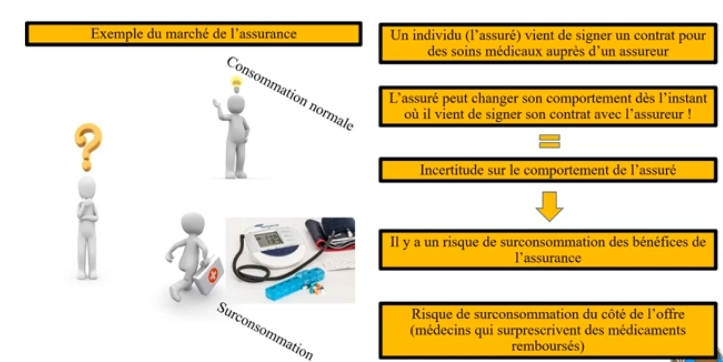 Exemple du marché de l'assurance
Consommation normale
Surconsommation
Un individu (l'assuré) vient de signer un contrat pour
des soins médicaux auprès d'un assureur
L'assuré peut changer son comportement dès l'instant
où il vient de signer son contrat avec l'assureur !
Incertitude sur le comportement de l'assuré
Il y a un risque de surconsommation des bénéfices de
l'assurance
Risque de surconsommation du côté de l'offre
(médecins qui surprescrivent des médicaments
remboursés)